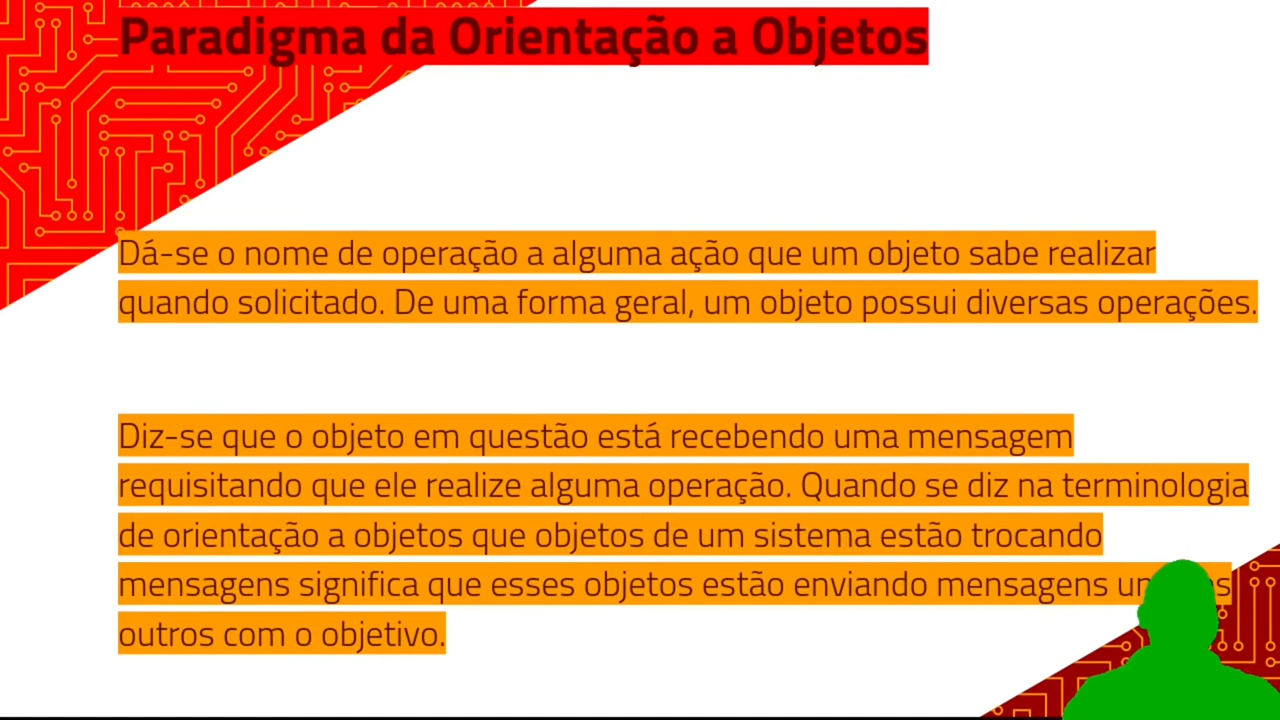 Paradigma da Orientação a Objetos
Dá-se o nome de operação a alguma ação que um objeto sabe realizar
quando solicitado. De uma forma geral, um objeto possui diversas operações.
Diz-se que o objeto em questão está recebendo uma mensagem
requisitando que ele realize alguma operação. Quando se diz na terminologia
de orientação a objetos que objetos de um sistema estão trocando
mensagens significa que esses objetos estão enviando mensagens
outros com o objetivo.